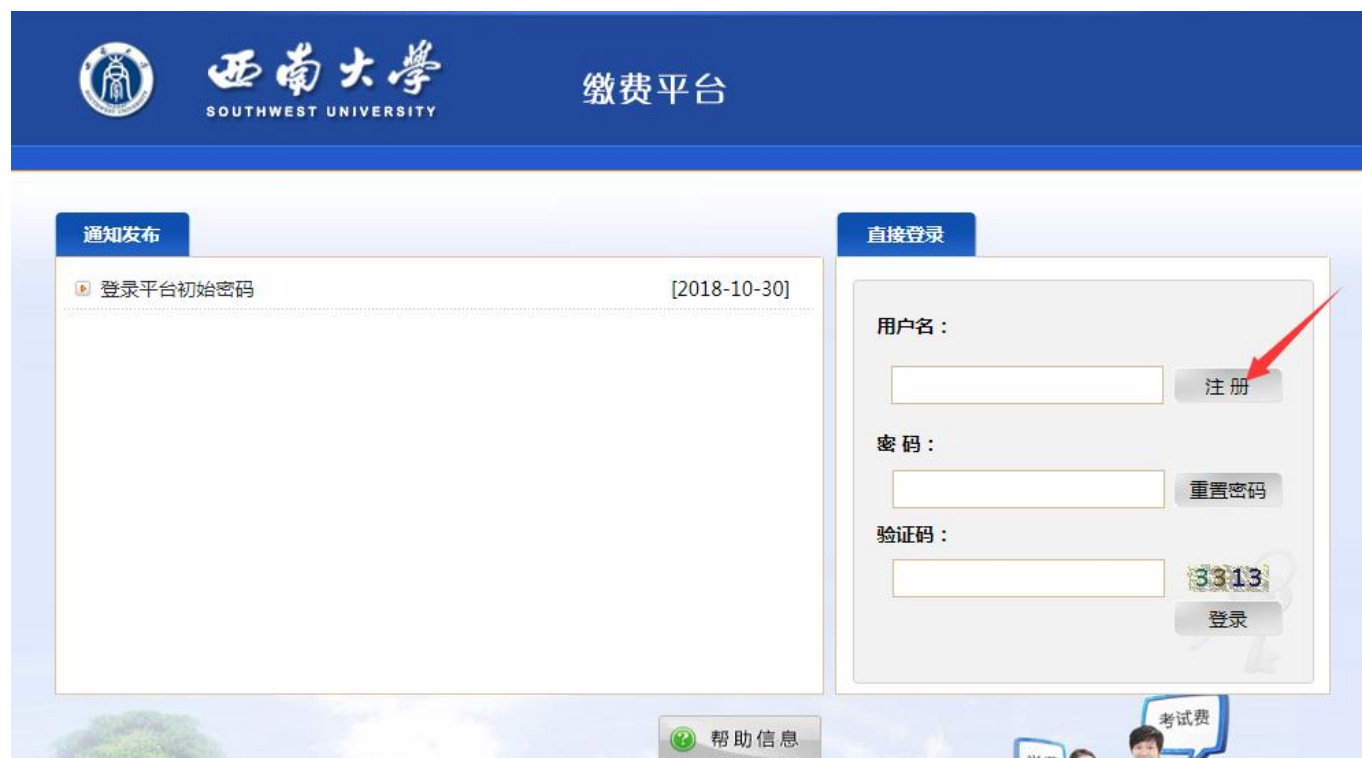 西南大學
SOUTHWEST UNIVERSITY
缴费平台
通知发布
登录平台初始密码 [2018-10-30]
直接登录
用户名：
注 册
密 码：
重置密码
验证码：
3313
登录
帮助信息
考试费